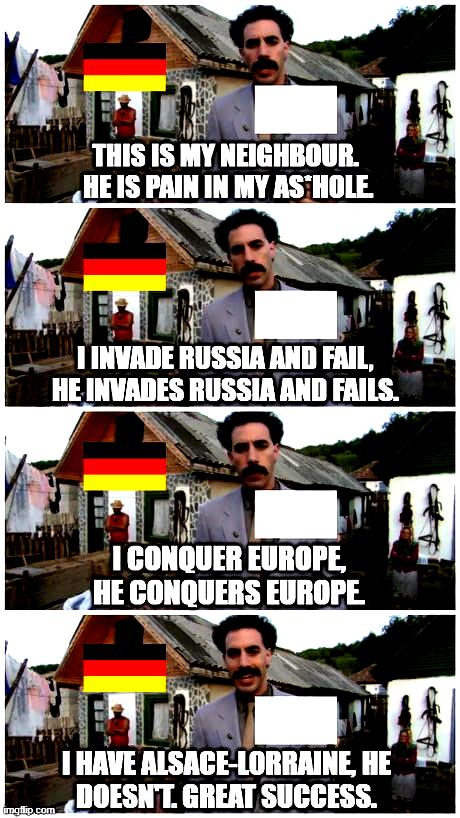 THIS IS MY NEIGHBOUR.
HE IS PAIN IN MY AS*HOLE.
I INVADE RUSSIA AND FAIL,
HE INVADES RUSSIA AND FAILS.
I CONQUER EUROPE,
HE CONQUERS EUROPE.
I HAVE ALSACE-LORRAINE, HE
DOESN'T. GREAT SUCCESS.
imgflip.com